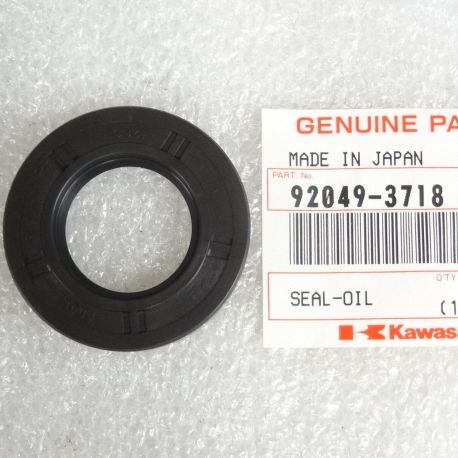 GENUINE PA
MADE IN JAPAN
PART. No.
92049-3718
Q'TY
SEAL-OIL
(1
Kawas